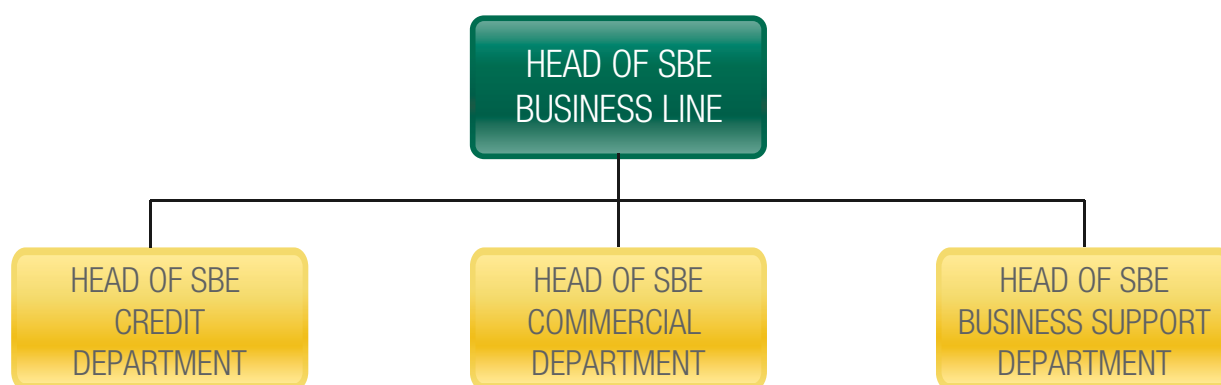 HEAD OF SBE
BUSINESS LINE
HEAD OF SBE
CREDIT
DEPARTMENT
HEAD OF SBE
COMMERCIAL
DEPARTMENT
HEAD OF SBE
BUSINESS SUPPORT
DEPARTMENT